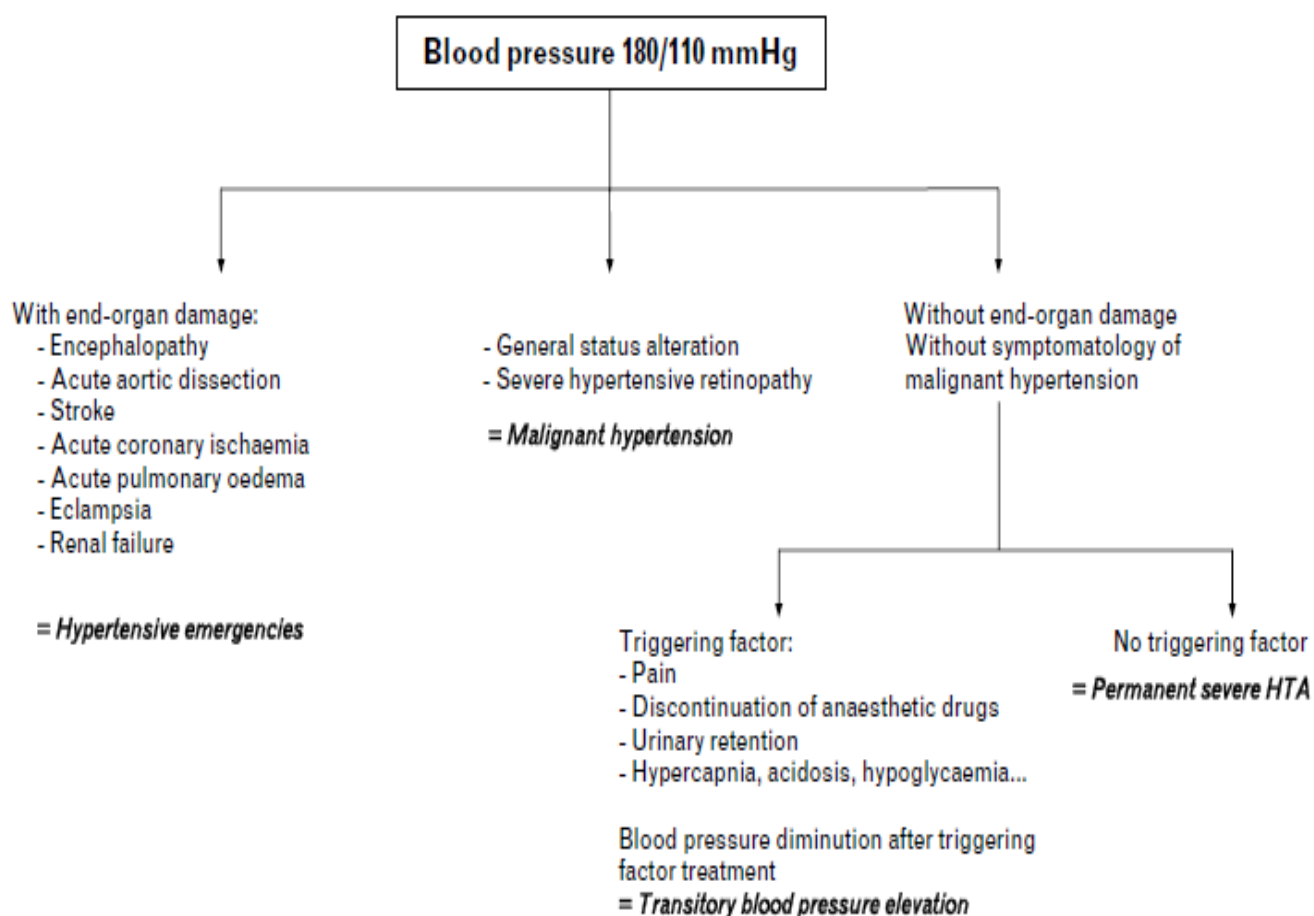 Blood pressure 180/110 mmHg
With end-organ damage:
- Encephalopathy
- Acute aortic dissection
- Stroke
- Acute coronary ischaemia
- Acute pulmonary oedema
- Eclampsia
- Renal failure
= Hypertensive emergencies
- General status alteration
- Severe hypertensive retinopathy
= Malignant hypertension
Without end-organ damage
Without symptomatology of
malignant hypertension
Triggering factor:
- Pain
- Discontinuation of anaesthetic drugs
- Urinary retention
- Hypercapnia, acidosis, hypoglycaemia...
Blood pressure diminution after triggering
factor treatment
= Transitory blood pressure elevation
No triggering factor
= Permanent severe HTA